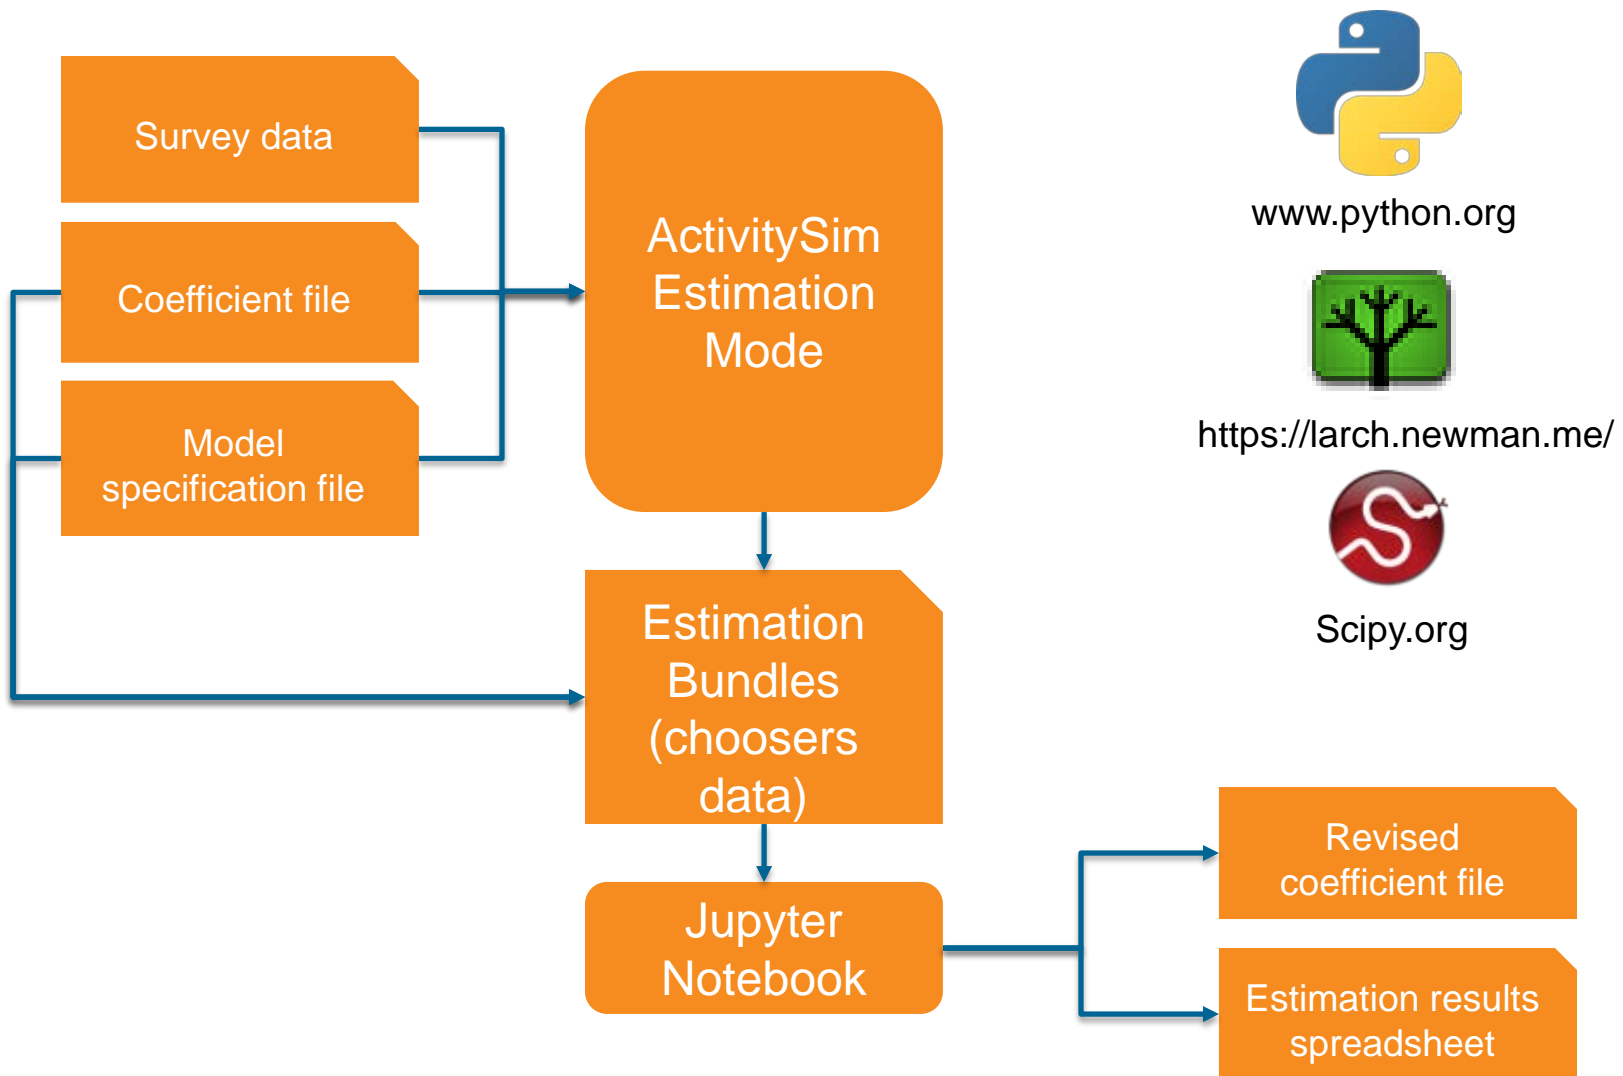 Survey data
Coefficient file
Model
specification file
ActivitySim
Estimation
Mode
Estimation
Bundles
(choosers
data)
Jupyter
Notebook
Revised
coefficient file
Estimation results
spreadsheet
www.python.org
https://larch.newman.me/
Scipy.org